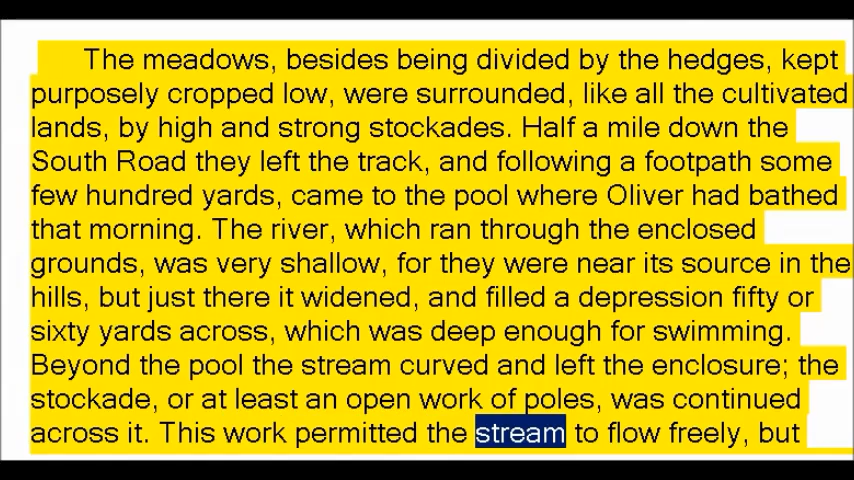 The meadows, besides being divided by the hedges, kept
purposely cropped low, were surrounded, like all the cultivated
lands, by high and strong stockades. Half a mile down the
South Road they left the track, and following a footpath some
few hundred yards, came to the pool where Oliver had bathed
that morning. The river, which ran through the enclosed
grounds, was very shallow, for they were near its source in the
hills, but just there it widened, and filled a depression fifty or
sixty yards across, which was deep enough for swimming.
Beyond the pool the stream curved and left the enclosure; the
stockade, or at least an open work of poles, was continued
across it. This work permitted the stream to flow freely, but